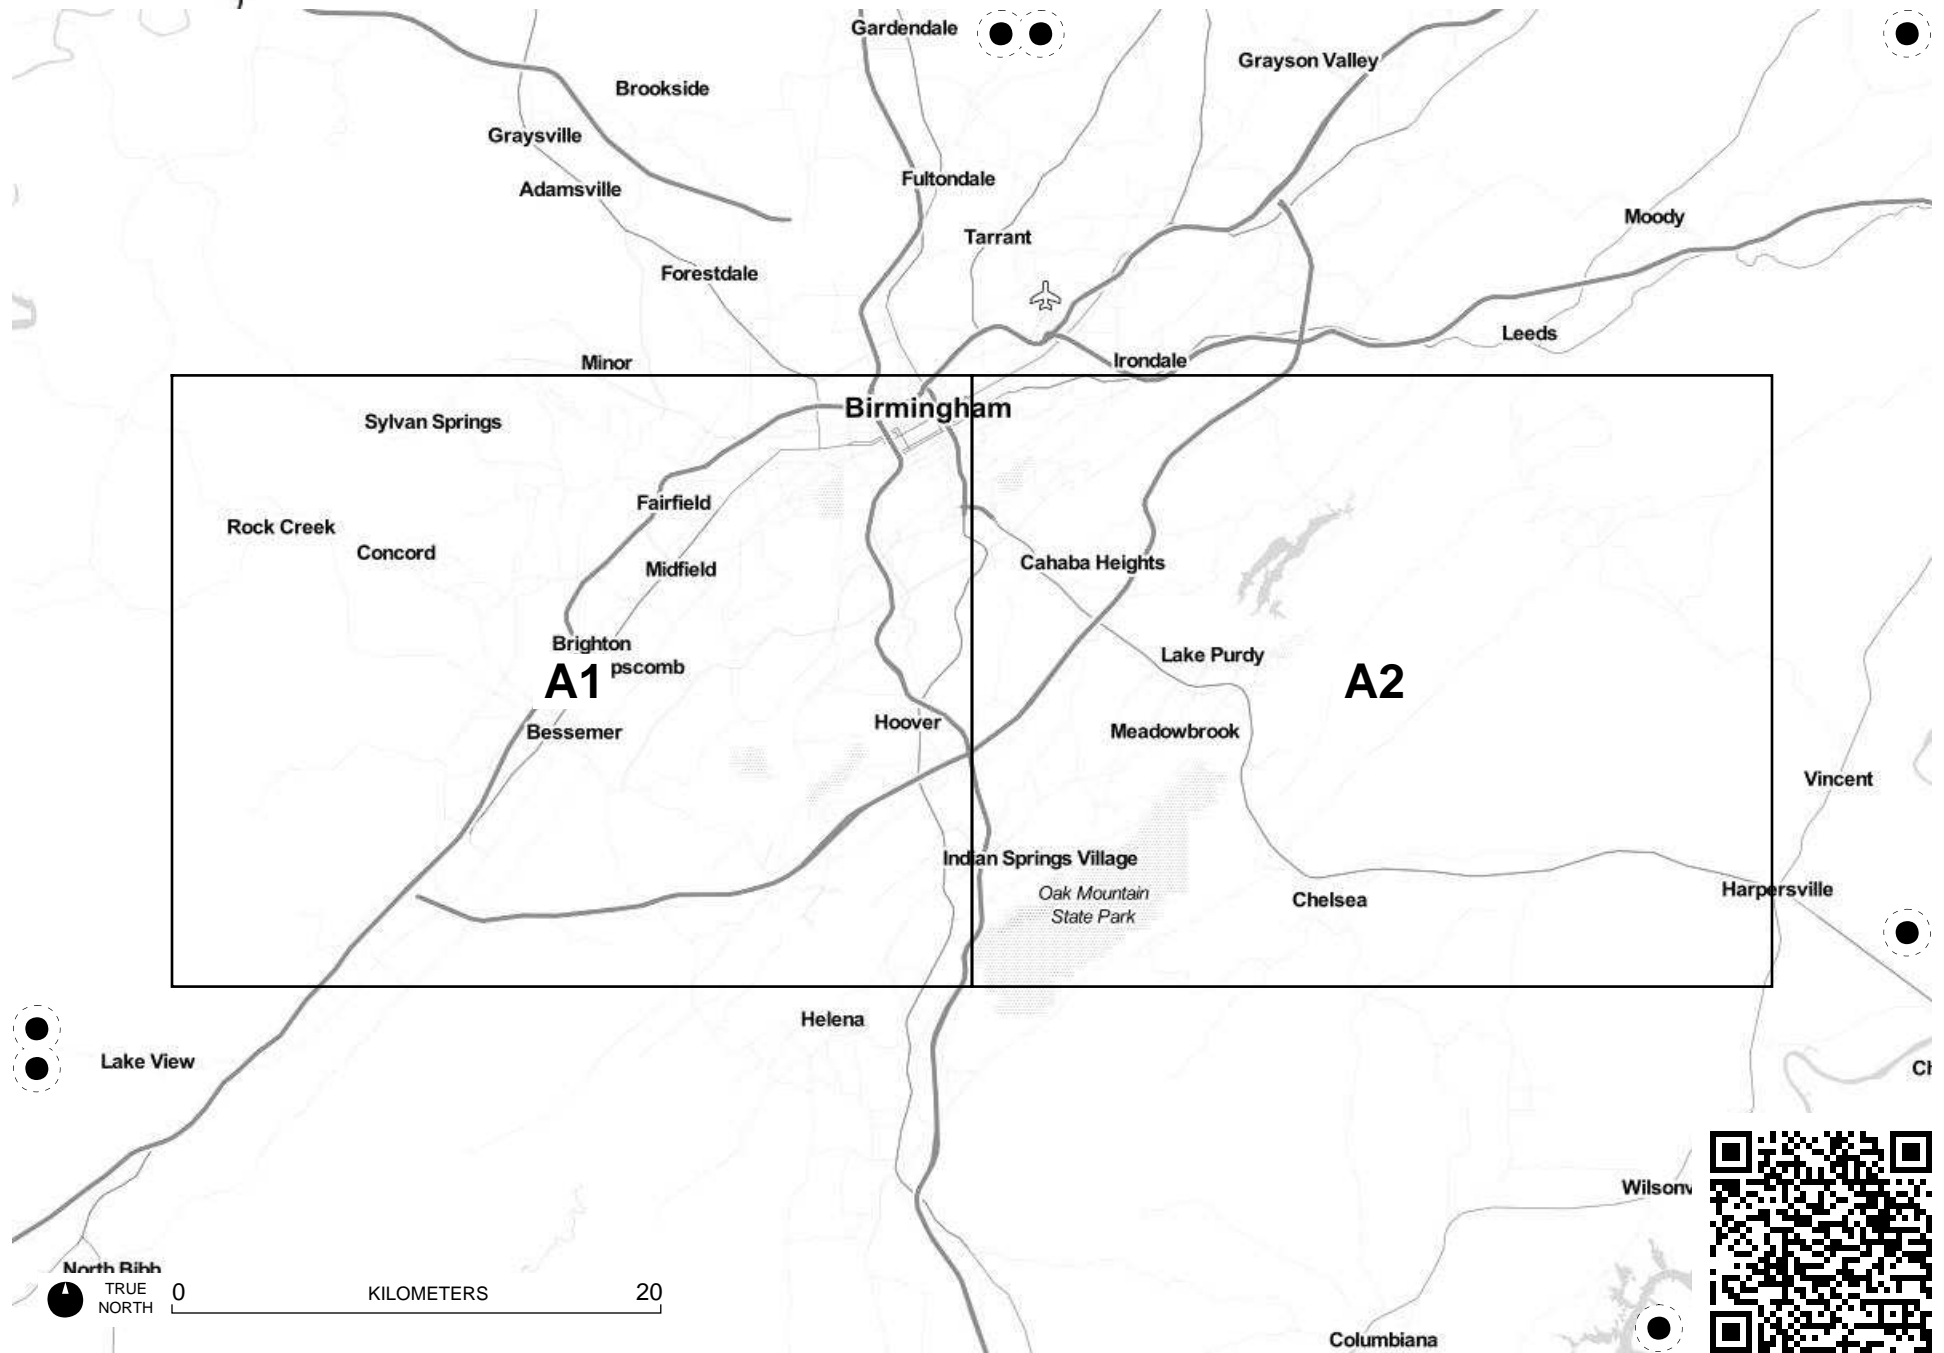 Gardendale
Grayson Valley
Brookside
Graysville
Adamsville
Fultondale
Moody
Tarrant
Forestdale
Leeds
Minor
Irondale
Birmingham
Sylvan Springs
Fairfield
Rock Creek
Concord
Cahaba Heights
Midfield
Brighton
pscomb
Lake Purdy
A1
A2
Hoover
Meadowbrook
Bessemer
Vincent
Indian Springs Village
Oak Mountain
State Park
Chelsea
Harpersville
Helena
Lake View
Ch
Wilsonv
North Bibb
TRUE
NORTH
0 KILOMETERS 20
Columbiana